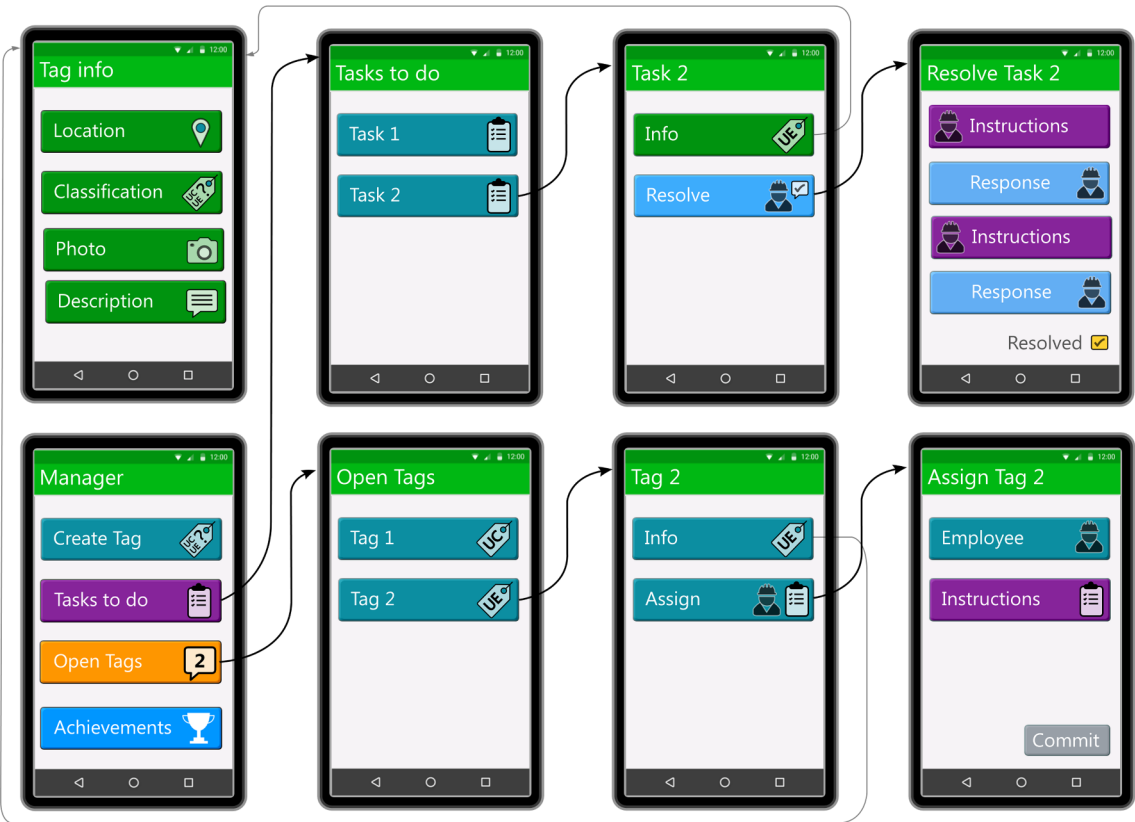 12:00
Tag info
Location
Classification
UC
UE
?
Photo
Description
12:00
Tasks to do
Task 1
Task 2
12:00
Task 2
Info
UE
Resolve
12:00
Resolve Task 2
Instructions
Response
Instructions
Response
Resolved
12:00
Manager
Create Tag
UC
UE
?
Tasks to do
Open Tags
2
Achievements
12:00
Open Tags
Tag 1
UC
Tag 2
UE
12:00
Tag 2
Info
UE
Assign
12:00
Assign Tag 2
Employee
Instructions
Commit